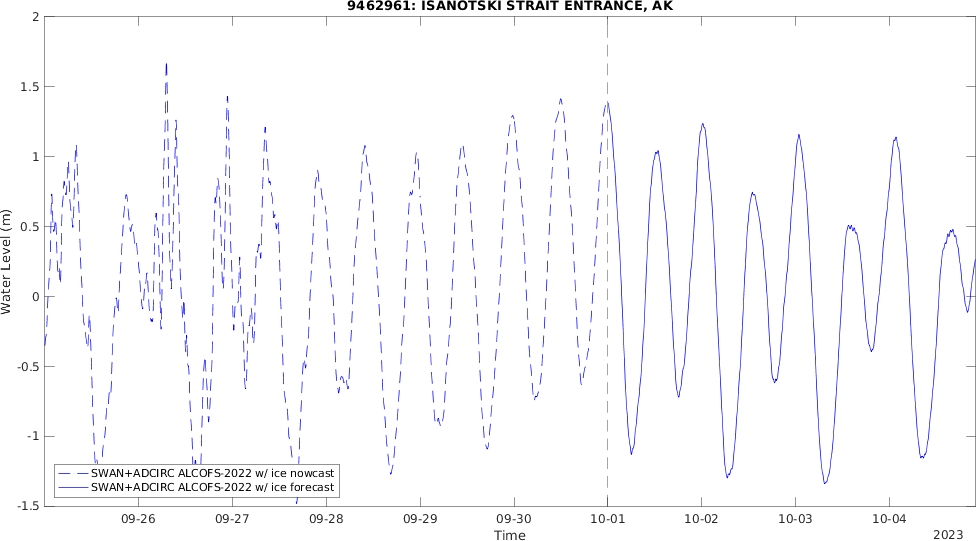 9462961: ISANOTSKI STRAIT ENTRANCE, AK
2
1.5
1
0.5
0
-0.5
-1
-1.5
Water Level (m)
SWAN+ADCIRC ALCOFS-2022 w/ ice nowcast
SWAN+ADCIRC ALCOFS-2022 w/ ice forecast
09-26 09-27 09-28 09-29 09-30 10-01 10-02 10-03 10-04
Time
2023